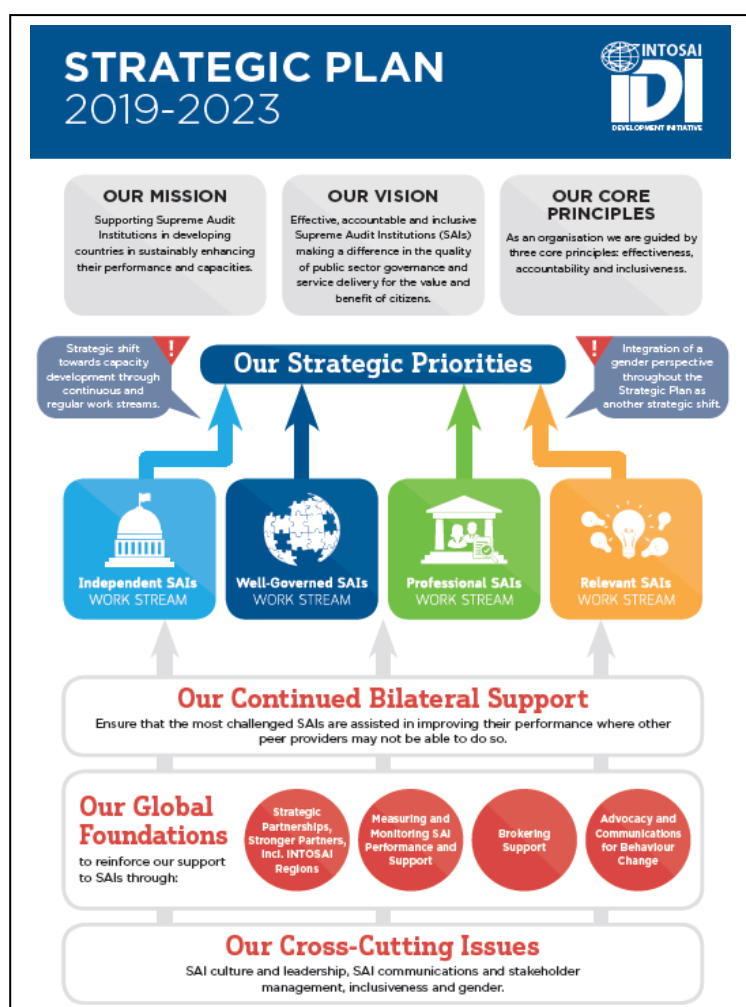 STRATEGIC PLAN
2019-2023
INTOSAI
IDI
DEVELOPMENT INITIATIVE
OUR MISSION
Supporting Supreme Audit
Institutions in developing
countries in sustainably enhancing
their performance and capacities.
OUR VISION
Effective, accountable and inclusive
Supreme Audit Institutions (SAIs)
making a difference in the quality
of public sector governance and
service delivery for the value and
benefit of citizens.
OUR CORE
PRINCIPLES
As an organisation we are guided by
three core principles: effectiveness,
accountability and inclusiveness.
Strategic shift
towards capacity
development through
continuous and
regular work streams.
!
Our Strategic Priorities
!
Integration of a
gender perspective
throughout the
Strategic Plan as
another strategic shift.
Independent SAIs
WORK STREAM
Well-Governed SAIs
WORK STREAM
Professional SAIs
WORK STREAM
Relevant SAIs
WORK STREAM
Our Continued Bilateral Support
Ensure that the most challenged SAIs are assisted in improving their performance where other
peer providers may not be able to do so.
Our Global
Foundations
to reinforce our support
to SAIs through:
Strategic
Partnerships,
Stronger Partners,
Incl. INTOSAI
Regions
Measuring and
Monitoring SAI
Performance and
Support
Brokering
Support
Advocacy and
Communications
for Behaviour
Change
Our Cross-Cutting Issues
SAI culture and leadership, SAI communications and stakeholder
management, inclusiveness and gender.